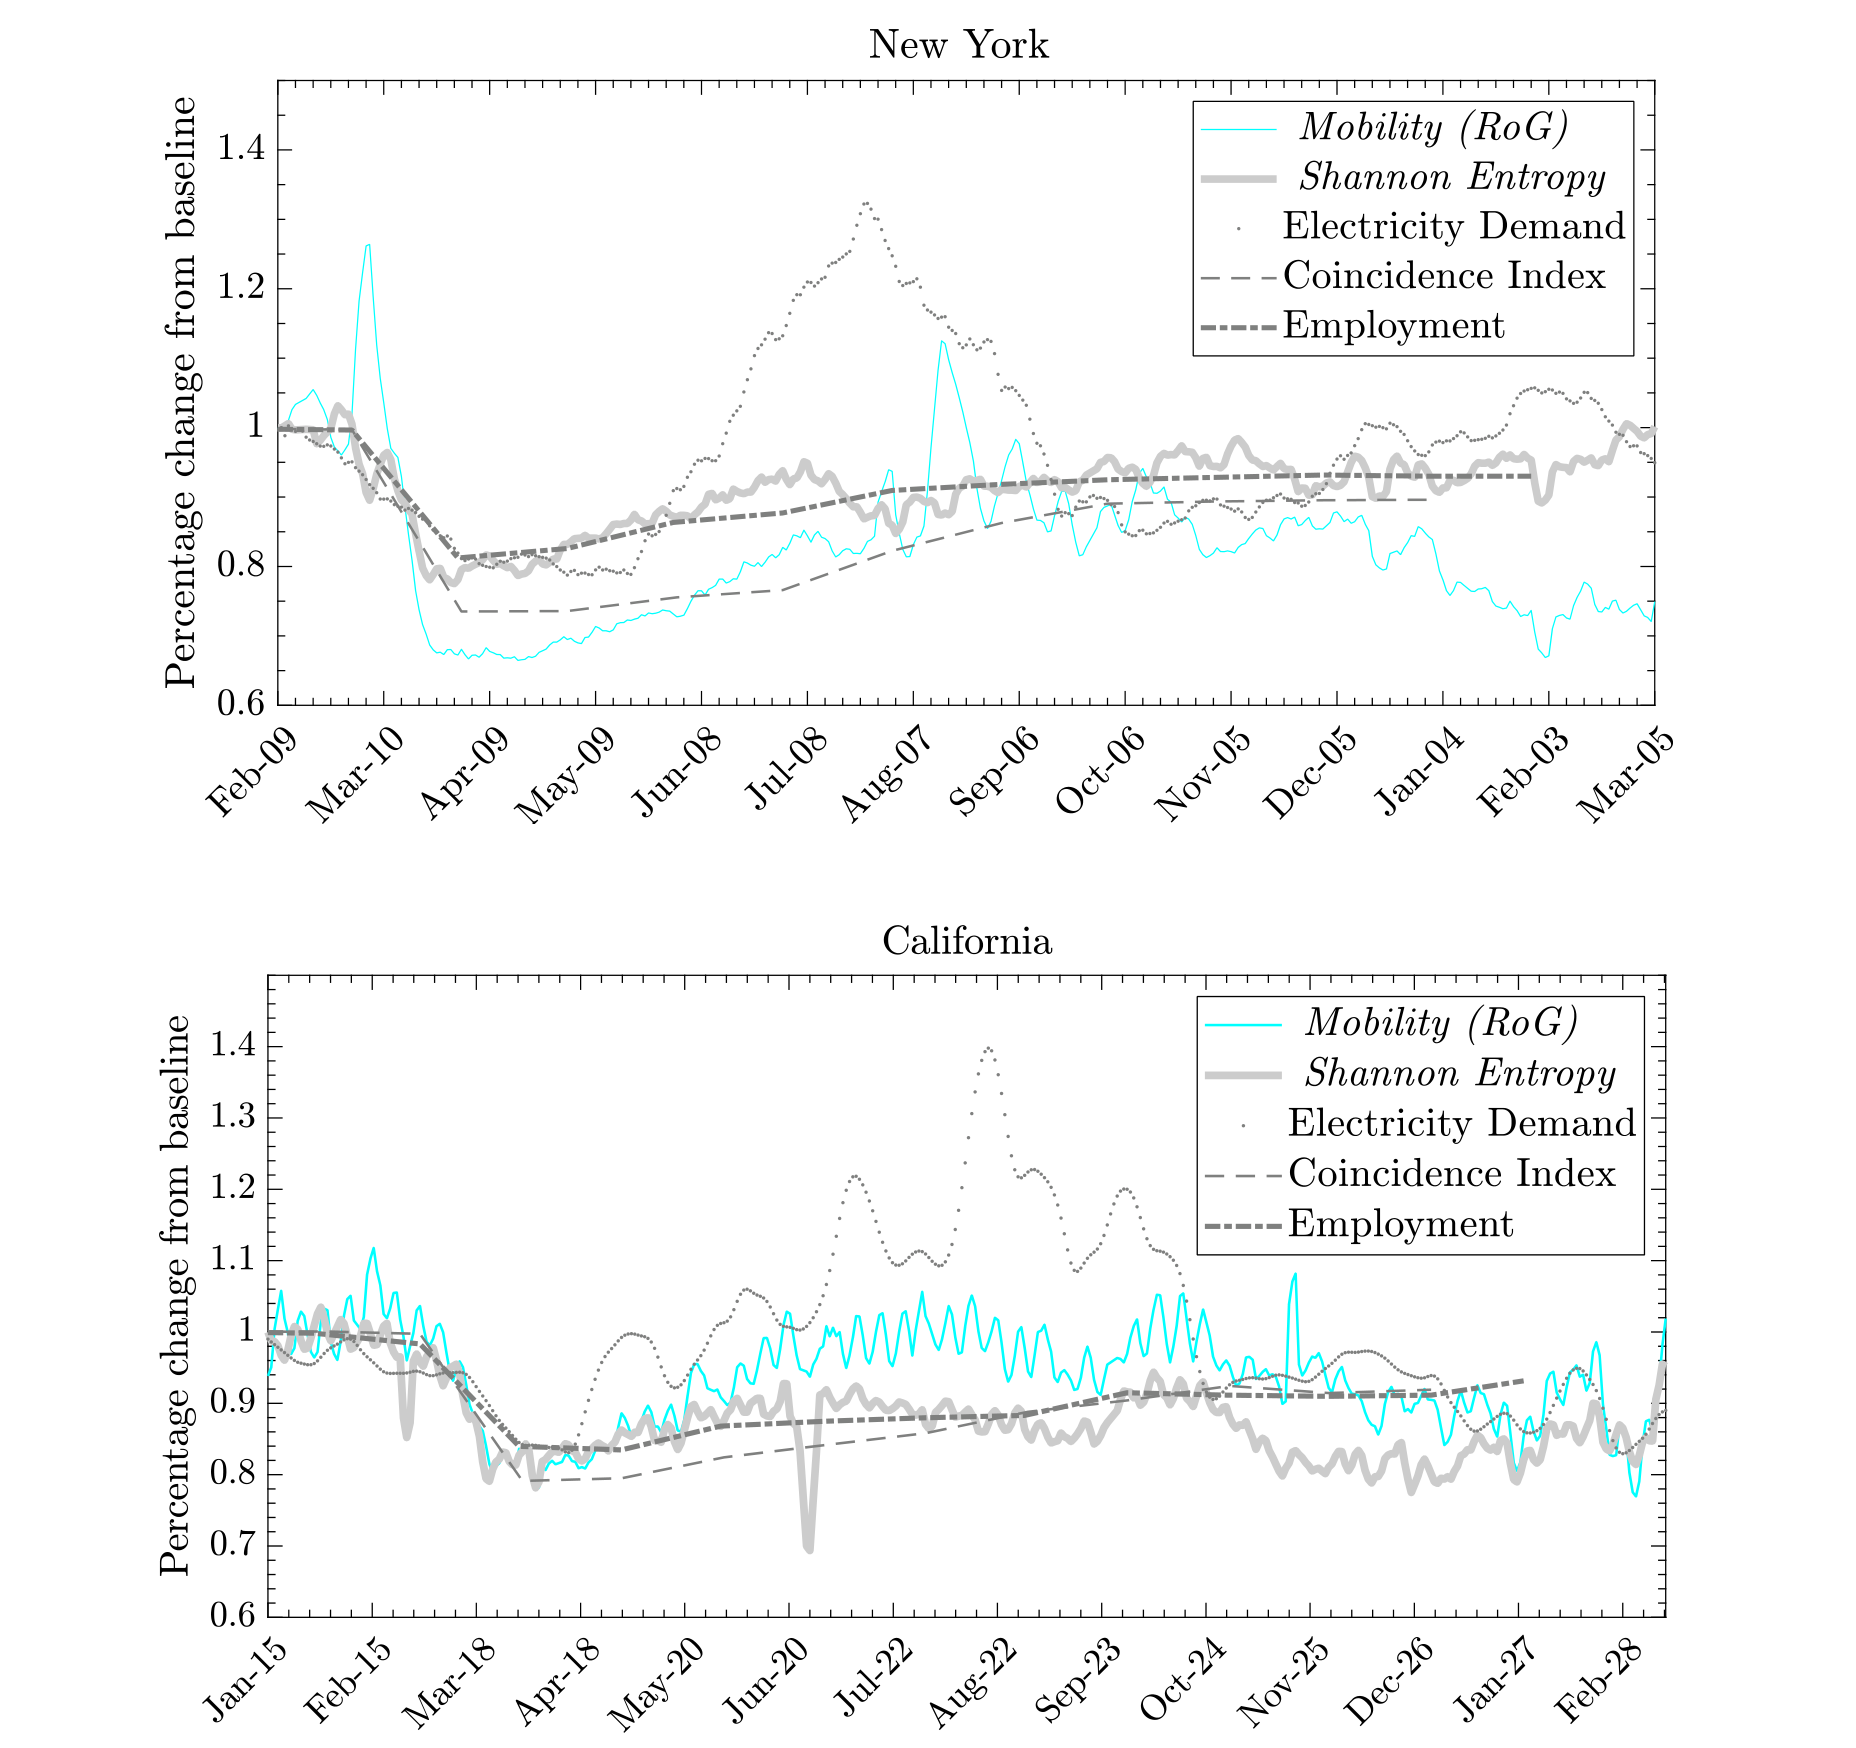 New York
Percentage change from baseline
1.4
1.2
1
0.8
0.6
Mobility (RoG)
Shannon Entropy
Electricity Demand
Coincidence Index
Employment
Feb-09
Mar-10
Apr-09
May-09
Jun-08
Jul-08
Aug-07
Sep-06
Oct-06
Nov-05
Dec-05
Jan-04
Feb-03
Mar-05
California
Percentage change from baseline
1.4
1.3
1.2
1.1
1
0.9
0.8
0.7
0.6
Mobility (RoG)
Shannon Entropy
Electricity Demand
Coincidence Index
Employment
Jan-15
Feb-15
Mar-18
Apr-18
May-20
Jun-20
Jul-22
Aug-22
Sep-23
Oct-24
Nov-25
Dec-26
Jan-27
Feb-28